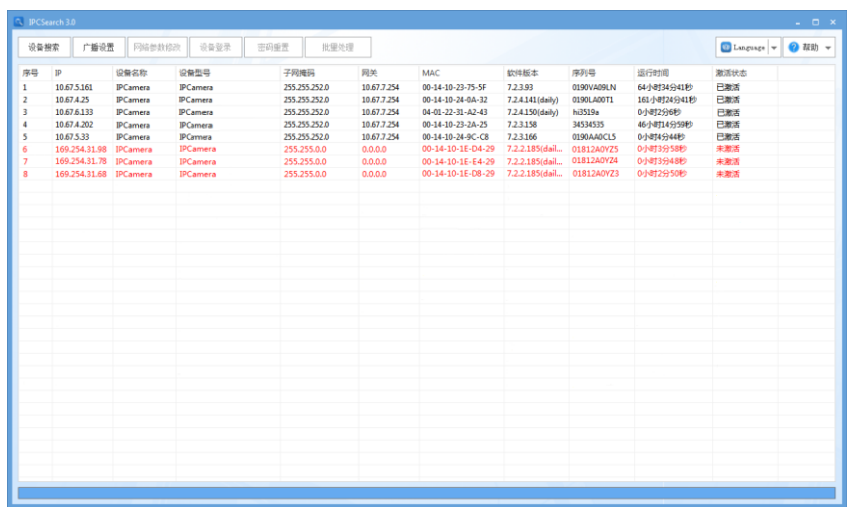 IPCSearch 3.0
设备搜索 广播设置 网络参数修改 设备登录 密码重置 批量处理 Language 帮助
序号 IP 设备名称 设备型号 子网掩码 网关 MAC 软件版本 序列号 运行时间 激活状态
1 10.67.5.161 IPCamera IPCamera 255.255.252.0 10.67.7.254 00-14-10-23-75-5F 7.2.3.93 0190VA09LN 64小时34分41秒 已激活
2 10.67.4.25 IPCamera IPCamera 255.255.252.0 10.67.7.254 00-14-10-24-0A-32 7.2.4.141(daily) 0190LA00T1 161小时24分41秒 已激活
3 10.67.6.133 IPCamera IPCamera 255.255.252.0 10.67.7.254 04-01-22-31-A2-43 7.2.4.150(daily) hi3519a 0小时2分6秒 已激活
4 10.67.4.202 IPCamera IPCamera 255.255.252.0 10.67.7.254 00-14-10-23-2A-25 7.2.3.158 34534535 46小时14分59秒 已激活
5 10.67.5.33 IPCamera IPCamera 255.255.252.0 10.67.7.254 00-14-10-24-9C-C8 7.2.3.166 0190AA0CL5 0小时4分44秒 已激活
6 169.254.31.98 IPCamera IPCamera 255.255.0.0 0.0.0.0 00-14-10-1E-D4-29 7.2.2.185(dail... 01812A0YZ5 0小时3分58秒 未激活
7 169.254.31.78 IPCamera IPCamera 255.255.0.0 0.0.0.0 00-14-10-1E-E4-29 7.2.2.185(dail... 01812A0YZ4 0小时3分48秒 未激活
8 169.254.31.68 IPCamera IPCamera 255.255.0.0 0.0.0.0 00-14-10-1E-D8-29 7.2.2.185(dail... 01812A0YZ3 0小时2分50秒 未激活